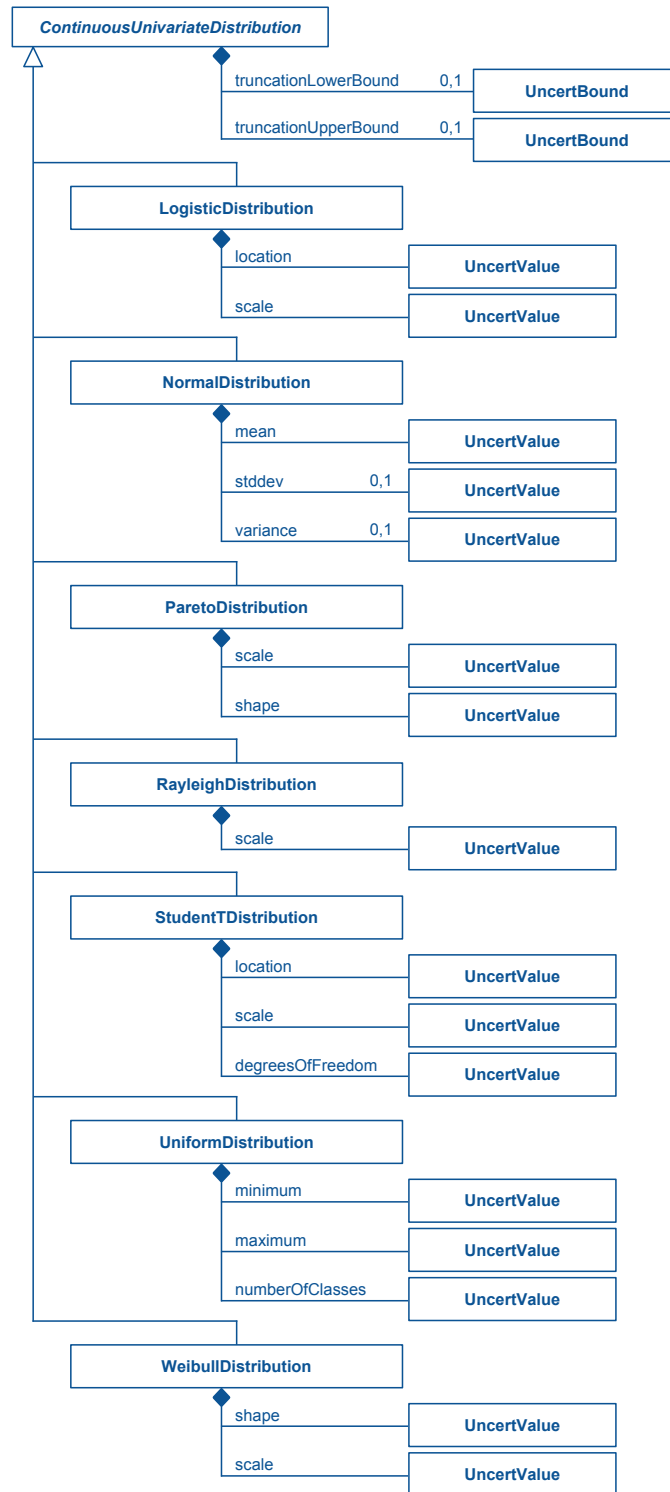 ContinuousUnivariateDistribution
truncationLowerBound 0,1 UncertBound
truncationUpperBound 0,1 UncertBound
LogisticDistribution
location UncertValue
scale UncertValue
NormalDistribution
mean UncertValue
stddev 0,1 UncertValue
variance 0,1 UncertValue
ParetoDistribution
scale UncertValue
shape UncertValue
RayleighDistribution
scale UncertValue
StudentTDistribution
location UncertValue
scale UncertValue
degreesOfFreedom UncertValue
UniformDistribution
minimum UncertValue
maximum UncertValue
numberOfClasses UncertValue
WeibullDistribution
shape UncertValue
scale UncertValue